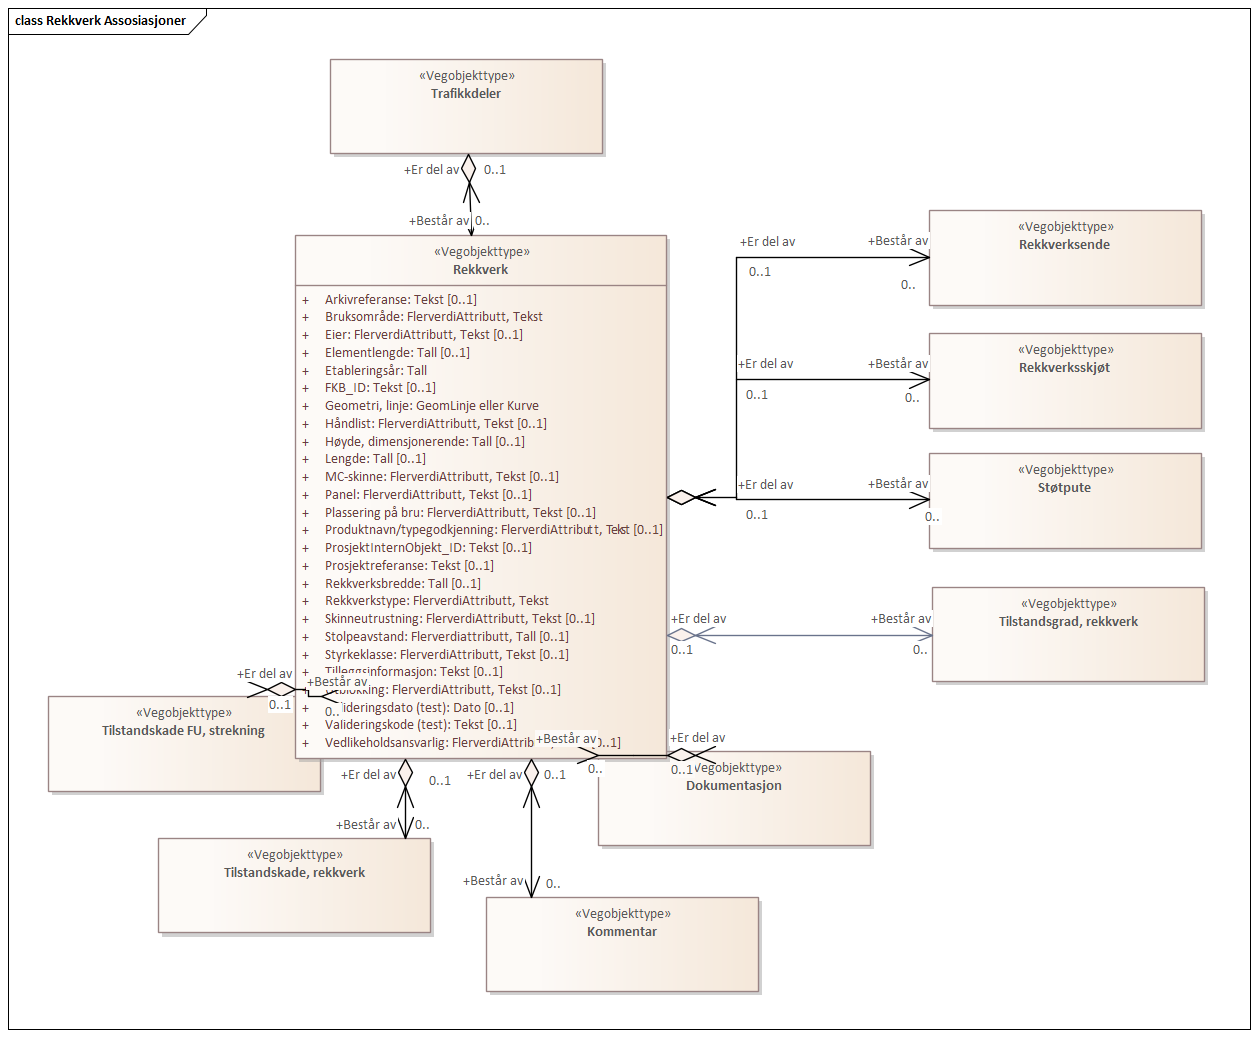 class Rekkverk Assosiasjoner
«Vegobjekttype»
Trafikkdeler
+Er del av
0..1
+Består av
0..
«Vegobjekttype»
Rekkverk
+ Arkivreferanse: Tekst [0..1]
+ Bruksområde: FlerverdiAttributt, Tekst
+ Eier: FlerverdiAttributt, Tekst [0..1]
+ Elementlengde: Tall [0..1]
+ Etableringsår: Tall
+ FKB_ID: Tekst [0..1]
+ Geometri, linje: GeomLinje eller Kurve
+ Håndlist: FlerverdiAttributt, Tekst [0..1]
+ Høyde, dimensjonerende: Tall [0..1]
+ Lengde: Tall [0..1]
+ MC-skinne: FlerverdiAttributt, Tekst [0..1]
+ Panel: FlerverdiAttributt, Tekst [0..1]
+ Plassering på bru: FlerverdiAttributt, Tekst [0..1]
+ Produktnavn/typegodkjenning: FlerverdiAttributt, Tekst [0..1]
+ ProsjektInternObjekt_ID: Tekst [0..1]
+ Prosjektreferanse: Tekst [0..1]
+ Rekkverksbredde: Tall [0..1]
+ Rekkverkstype: FlerverdiAttributt, Tekst
+ Skinneutrustning: FlerverdiAttributt, Tekst [0..1]
+ Stolpeavstand: Flerverdiattributt, Tall [0..1]
+ Styrkeklasse: FlerverdiAttributt, Tekst [0..1]
+ Tilleggsinformasjon: Tekst [0..1]
FlerverdiAttributt, Tekst [0..1]
+ Dato [0..1]
+ Valideringskode (test): Tekst [0..1]
+ Vedlikeholdsansvarlig:
+Er del av
0..1
+Består av
0..
«Vegobjekttype»
Rekkverksende
+Er del av
0..1
+Består av
0..
«Vegobjekttype»
Rekkverksskjøt
+Er del av
0..1
+Består av
0..
«Vegobjekttype»
Støtpute
+Er del av
0..1
+Består av
0..
«Vegobjekttype»
Tilstandsgrad, rekkverk
+Er del av
0..1
+Består av
0..
«Vegobjekttype»
Tilstandskade FU, strekning
+Består av
0..
+Er del av
0..1
Dokumentasjon
+Er del av
0..1
+Består av
0..
«Vegobjekttype»
Tilstandskade, rekkverk
+Er del av
0..1
+Består av
0..
«Vegobjekttype»
Kommentar